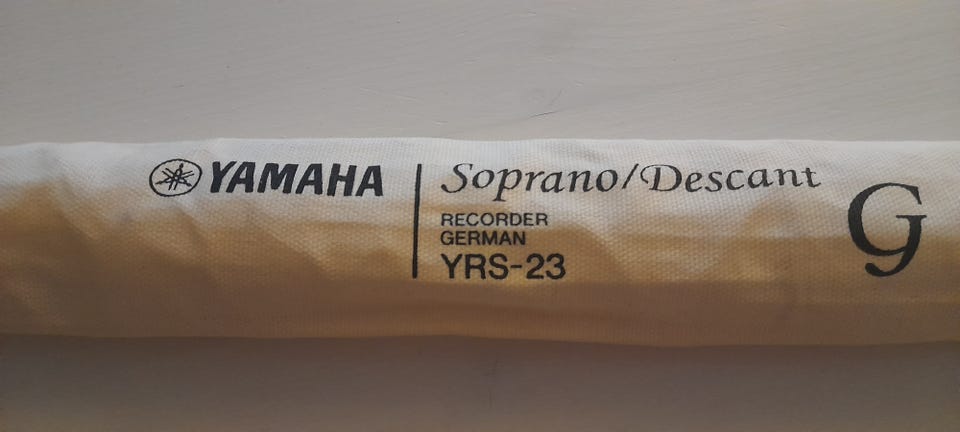 YAMAHA
Soprano/Descant
RECORDER
GERMAN
YRS-23
G